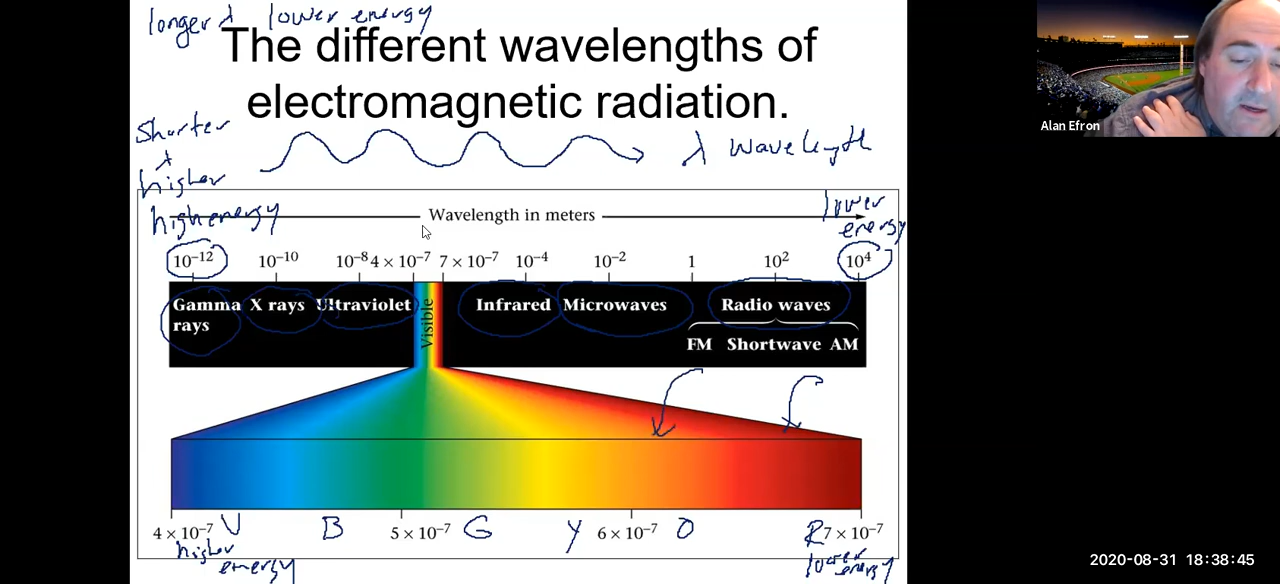 longer λ lower energy
The different wavelengths of
electromagnetic radiation.
Alan Efron
Shorter
λ
higher
high energy
λ wavelength
Wavelength in meters
lower
energy
10⁻¹² 10⁻¹⁰ 10⁻⁸ 4 × 10⁻⁷ 7 × 10⁻⁷ 10⁻⁴ 10⁻² 1 10² 10⁴
Gamma X rays Ultraviolet Visible Infrared Microwaves Radio waves
rays
FM Shortwave AM
4 × 10⁻⁷ V B 5 × 10⁻⁷ G Y 6 × 10⁻⁷ O R 7 × 10⁻⁷
higher
energy
lower
energy
2020-08-31 18:38:45